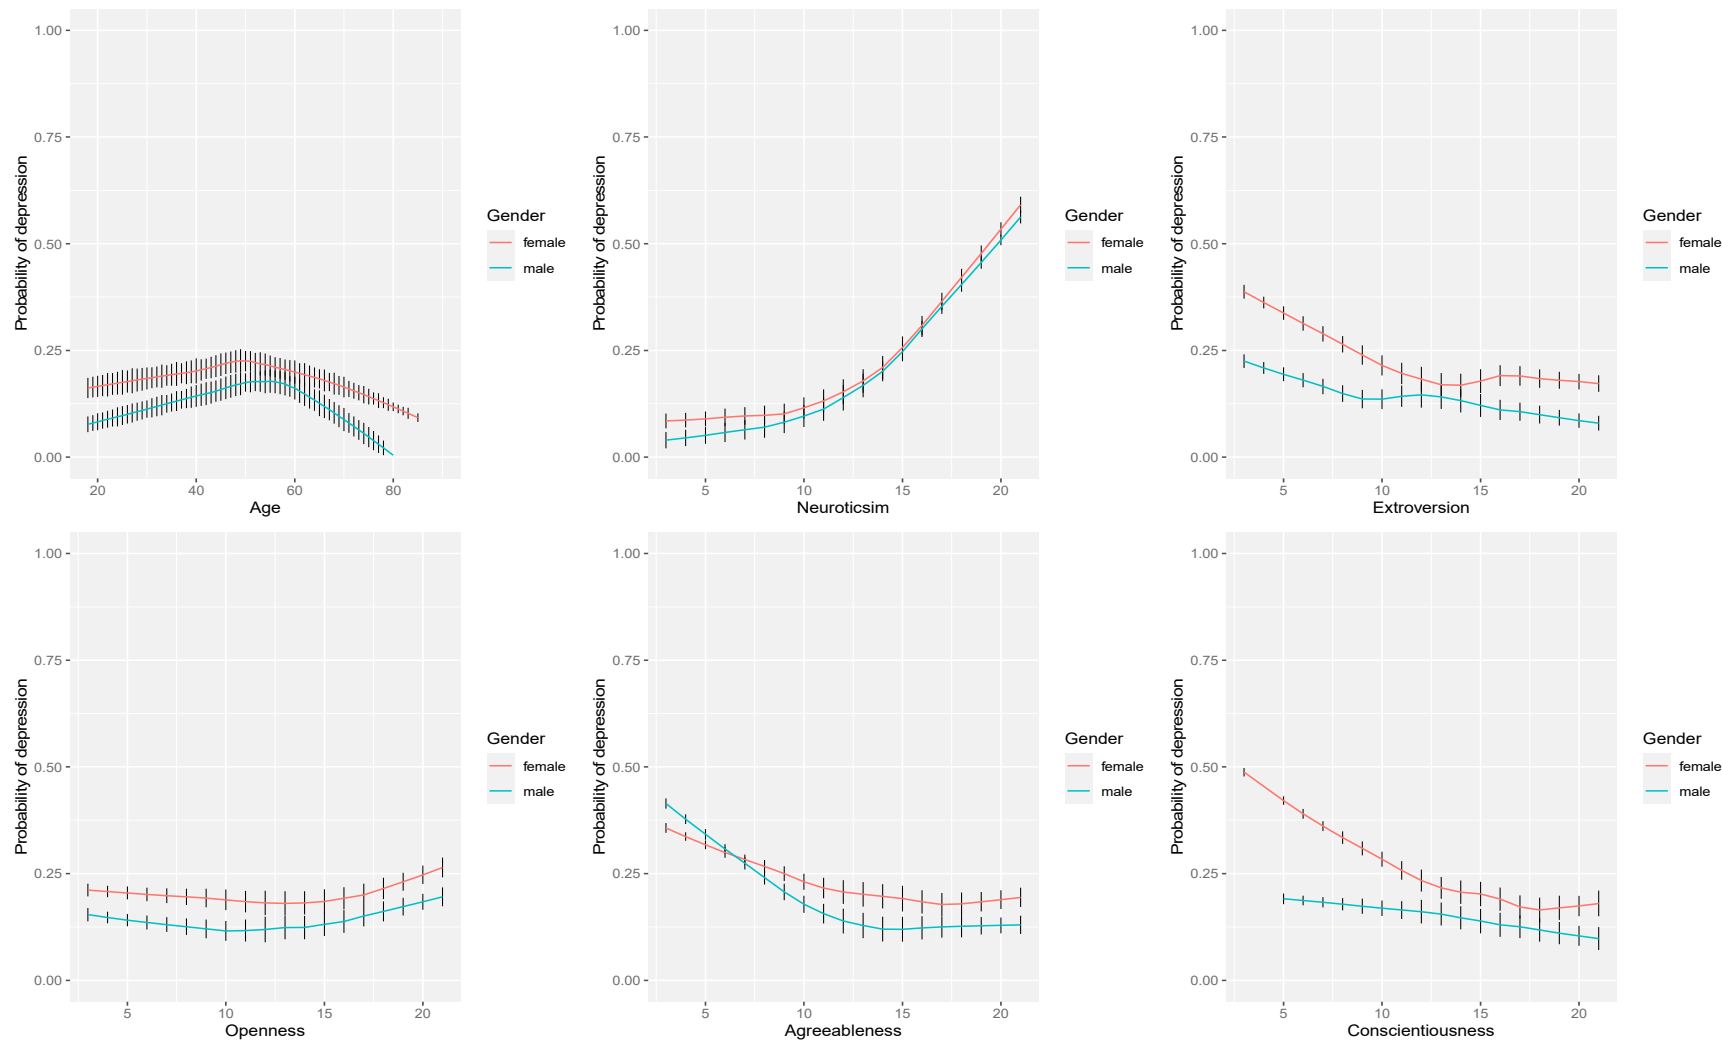 1.00
0.75
0.50
0.25
0.00
Probability of depression
20 40 60 80
Age
Gender
female
male
1.00
0.75
0.50
0.25
0.00
Probability of depression
5 10 15 20
Neuroticsim
Gender
female
male
1.00
0.75
0.50
0.25
0.00
Probability of depression
5 10 15 20
Extroversion
Gender
female
male
1.00
0.75
0.50
0.25
0.00
Probability of depression
5 10 15 20
Openness
Gender
female
male
1.00
0.75
0.50
0.25
0.00
Probability of depression
5 10 15 20
Agreeableness
Gender
female
male
1.00
0.75
0.50
0.25
0.00
Probability of depression
5 10 15 20
Conscientiousness
Gender
female
male